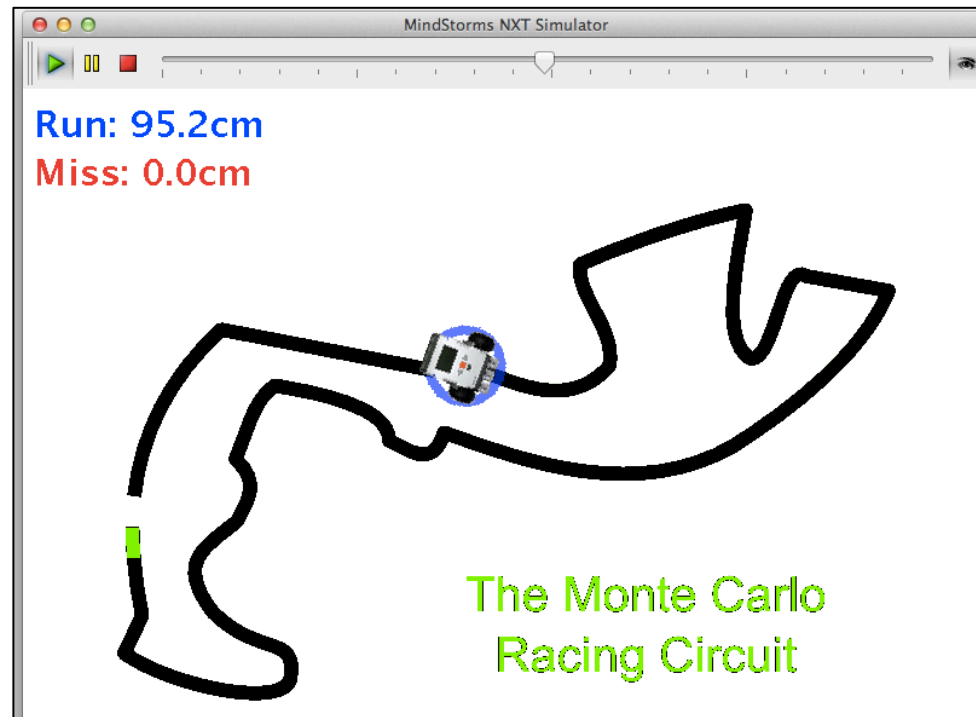 MindStorms NXT Simulator
Run: 95.2cm
Miss: 0.0cm
The Monte Carlo
Racing Circuit